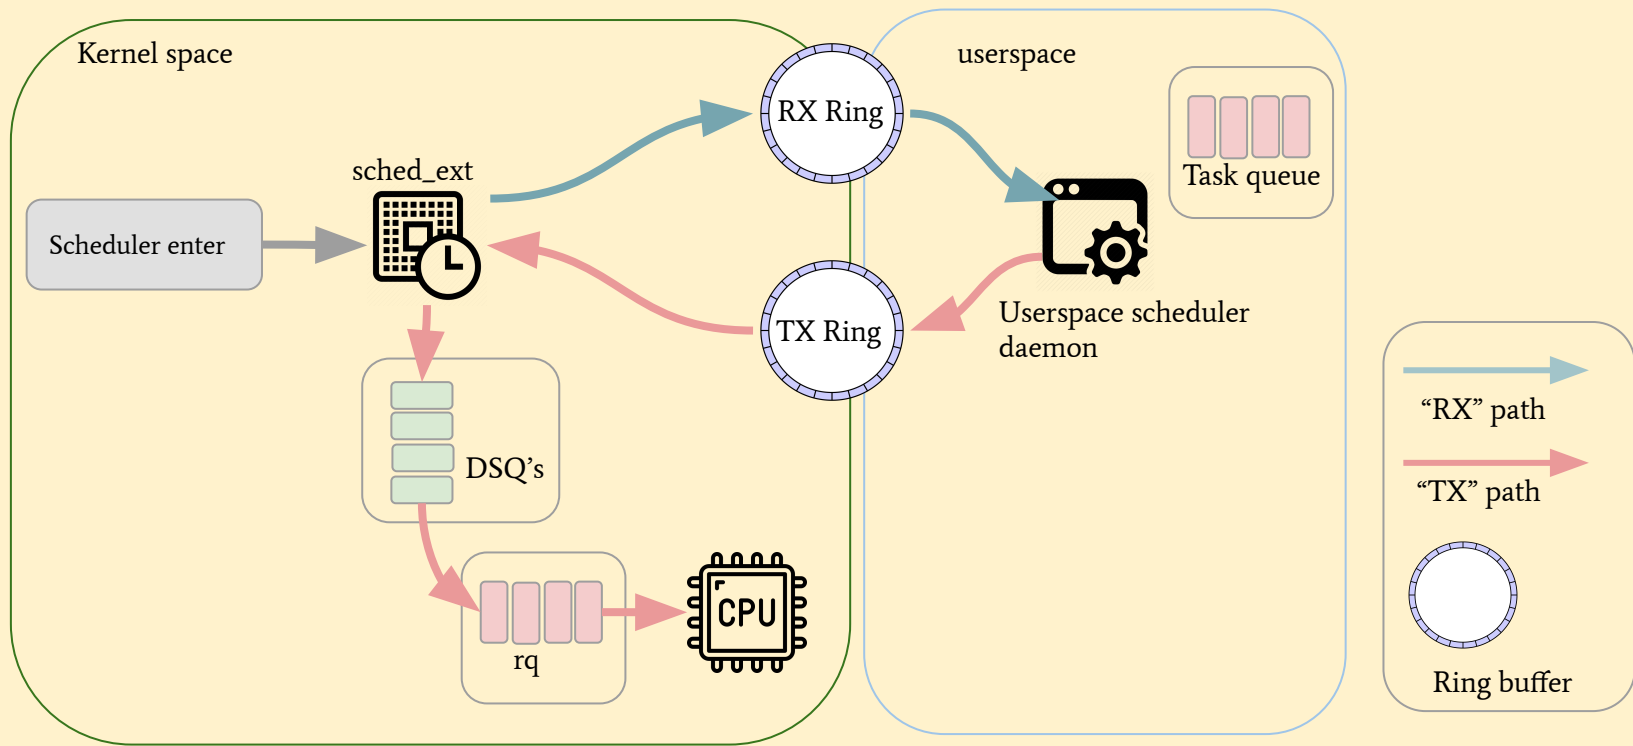 Kernel space
userspace
RX Ring
sched_ext
Task queue
Scheduler enter
TX Ring
Userspace scheduler
daemon
DSQ’s
rq
CPU
“RX” path
“TX” path
Ring buffer